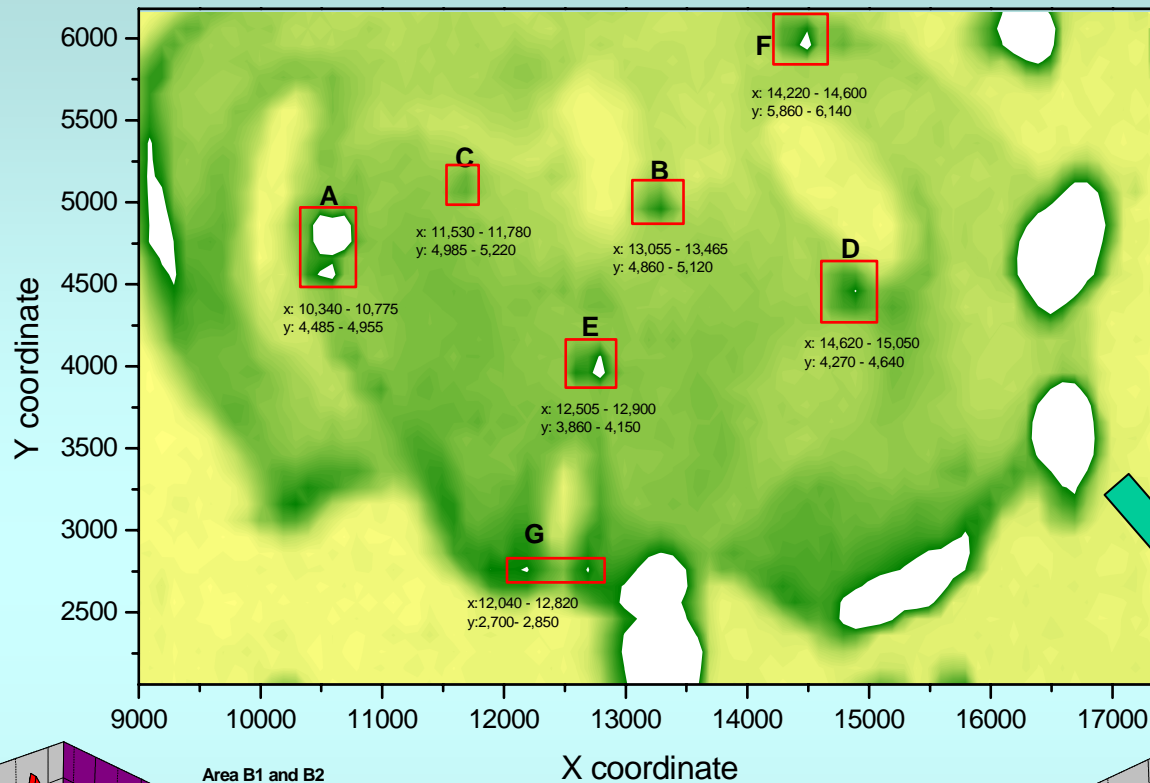 6000
5500
5000
4500
4000
3500
3000
2500
Y coordinate
F
x: 14,220 - 14,600
y: 5,860 - 6,140
C
x: 11,530 - 11,780
y: 4,985 - 5,220
B
x: 13,055 - 13,465
y: 4,860 - 5,120
A
x: 10,340 - 10,775
y: 4,485 - 4,955
D
x: 14,620 - 15,050
y: 4,270 - 4,640
E
x: 12,505 - 12,900
y: 3,860 - 4,150
G
x:12,040 - 12,820
y:2,700- 2,850
9000 10000 11000 12000 13000 14000 15000 16000 17000
X coordinate
Area B1 and B2